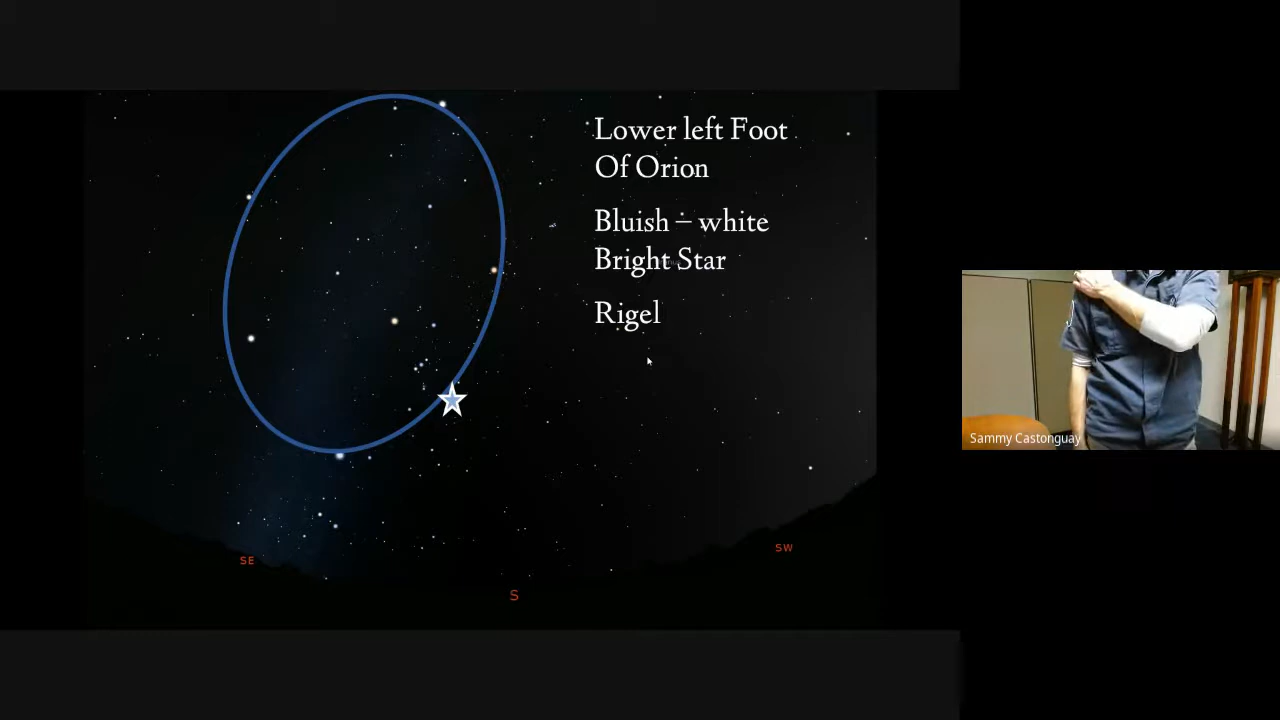 Lower left Foot
Of Orion
Bluish – white
Bright Star
Rigel
Sammy Castonguay
SE
SW
S